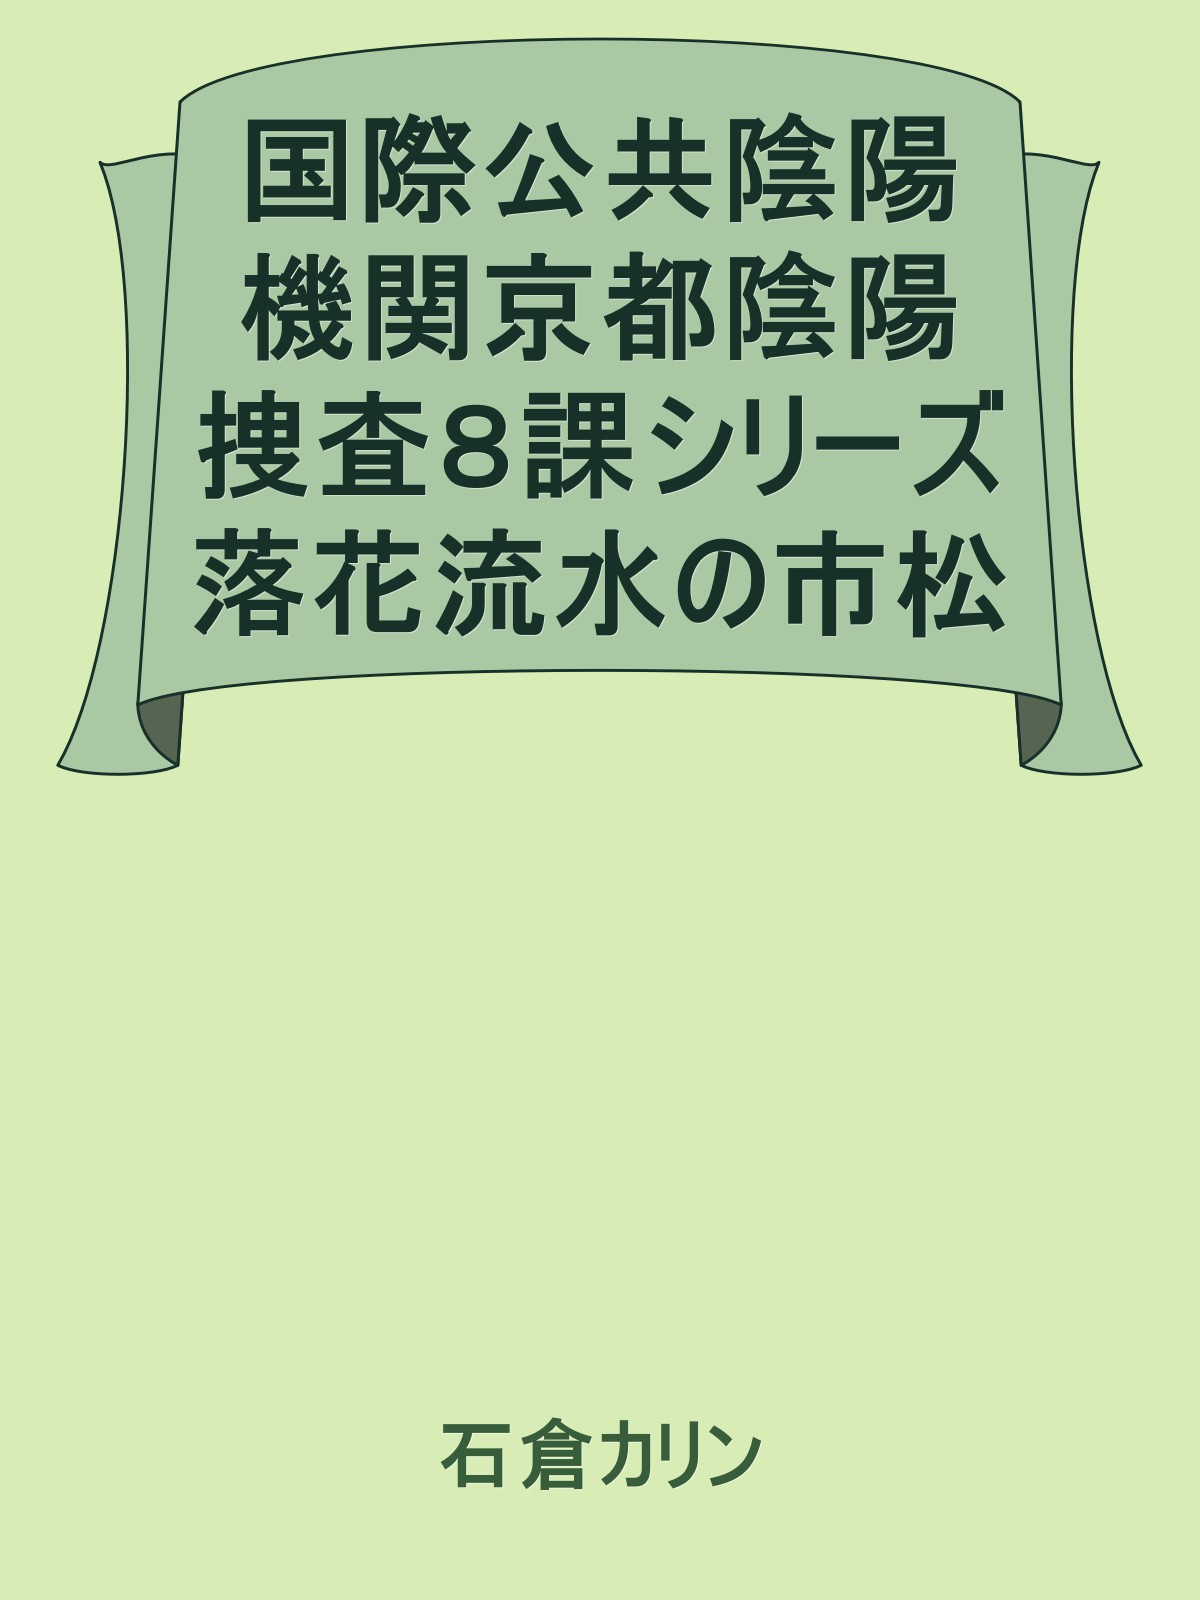 国際公共陰陽
機関京都陰陽
捜査8課シリーズ
落花流水の市松
石倉カリン